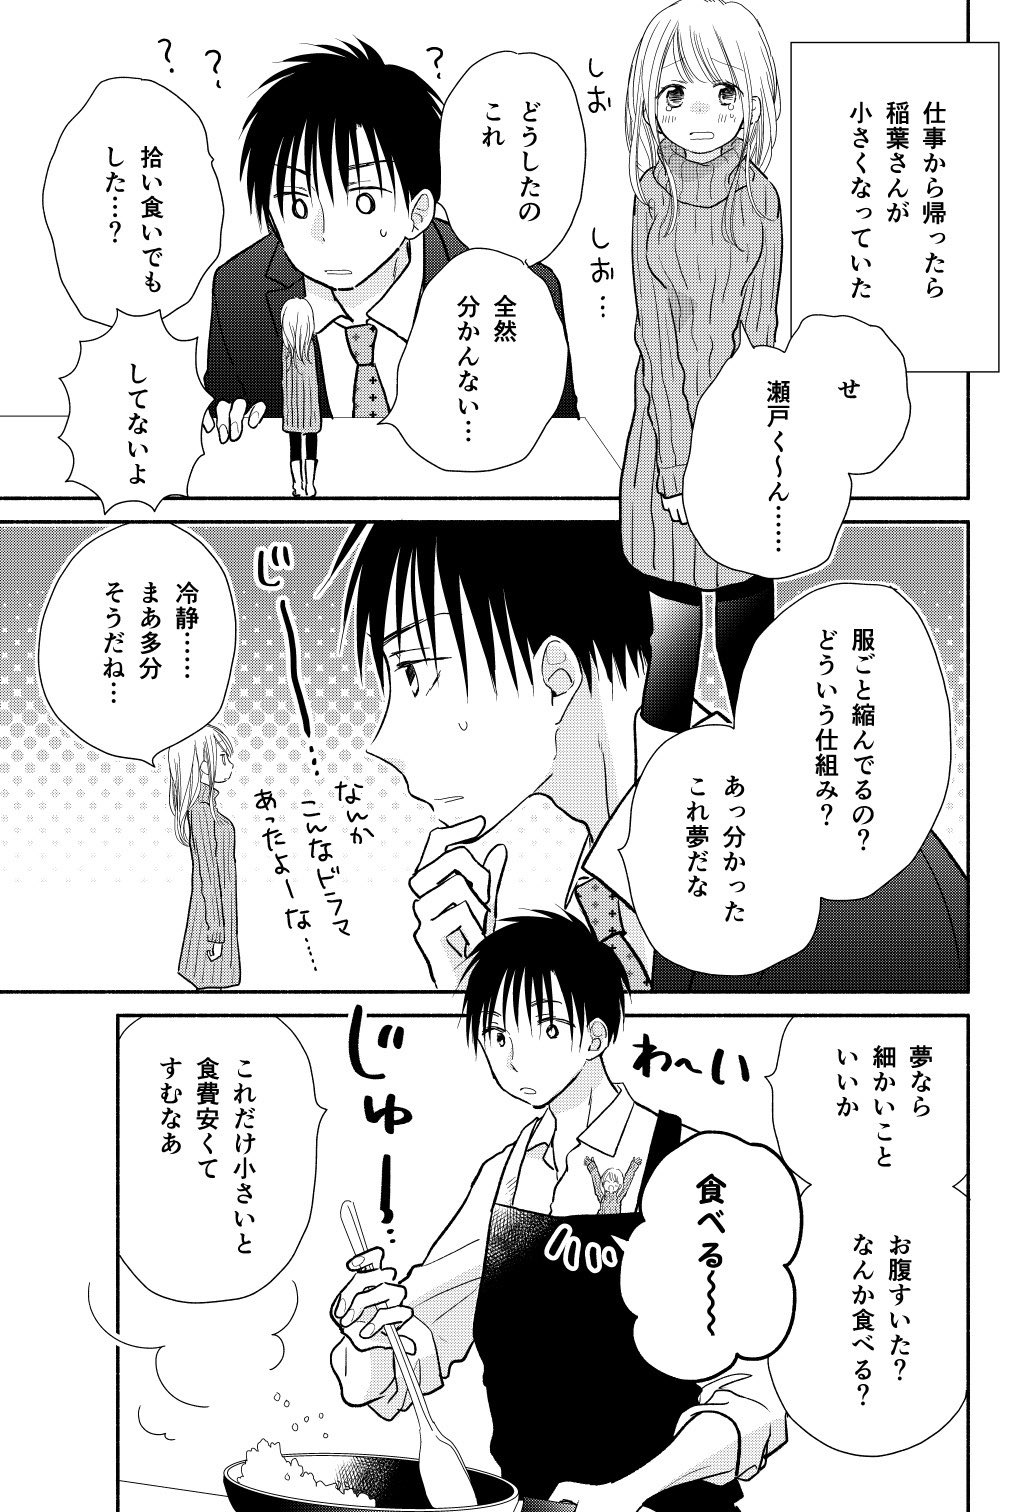 仕事から帰ったら
稲葉さんが
小さくなっていた
しお
しお…
せ
瀬戸く〜ん……
どうしたの
これ
？
？
？
全然
分かんない…
拾い食いでも
した…？
してないよ
服ごと縮んでるの？
どういう仕組み？
あっ分かった
これ夢だな
じー……
なんか
こんなドラマ
あったよーな…
冷静……
まあ多分
そうだね…
夢なら
細かいこと
いいか
お腹すいた？
なんか食べる？
わ〜い
食べる〜〜〜
じゅー…
これだけ小さいと
食費安くて
すむなあ